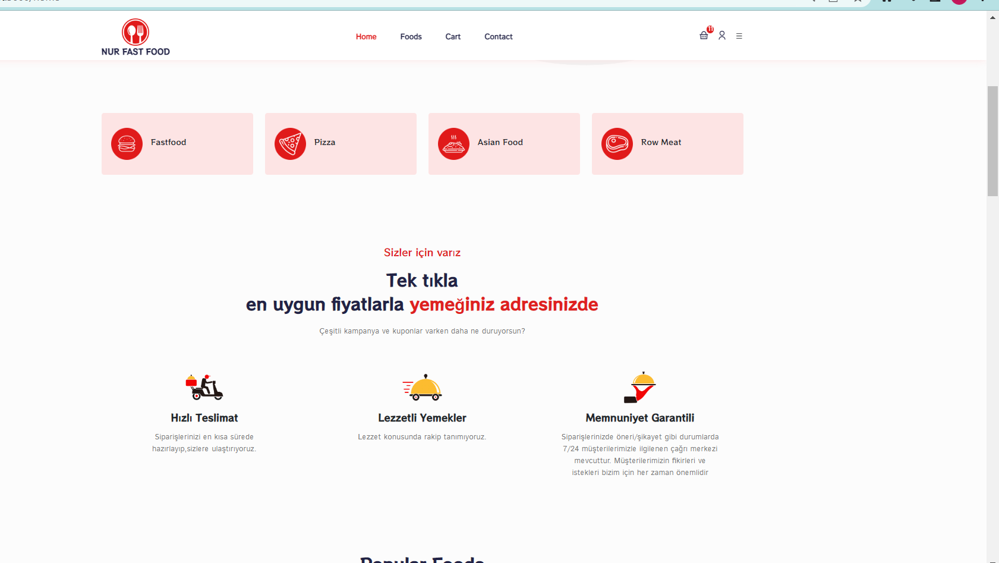 NUR FAST FOOD
Home Foods Cart Contact
11
Fastfood
Pizza
Asian Food
Row Meat
Sizler için varız
Tek tıkla
en uygun fiyatlarla yemeğiniz adresinizde
Çeşitli kampanya ve kuponlar varken daha ne duruyorsun?
Hızlı Teslimat
Siparişlerinizi en kısa sürede
hazırlayıp,sizlere ulaştırıyoruz.
Lezzetli Yemekler
Lezzet konusunda rakip tanımıyoruz.
Memnuniyet Garantili
Siparişlerinizde öneri/şikayet gibi durumlarda
7/24 müşterilerimizle ilgilenen çağrı merkezi
mevcuttur. Müşterilerimizin fikirleri ve
istekleri bizim için her zaman önemlidir
Popular Foods